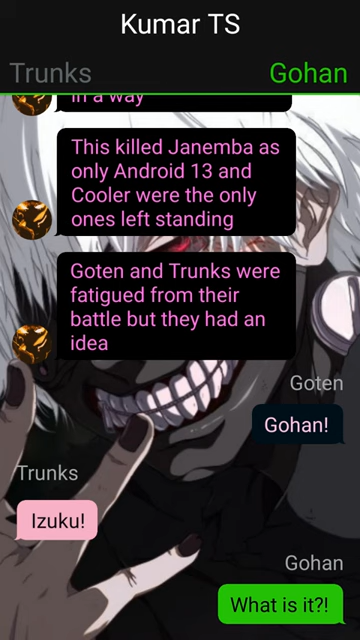 Kumar TS
Trunks Gohan
in a way
This killed Janemba as
only Android 13 and
Cooler were the only
ones left standing
Goten and Trunks were
fatigued from their
battle but they had an
idea
Goten
Gohan!
Trunks
Izuku!
Gohan
What is it?!